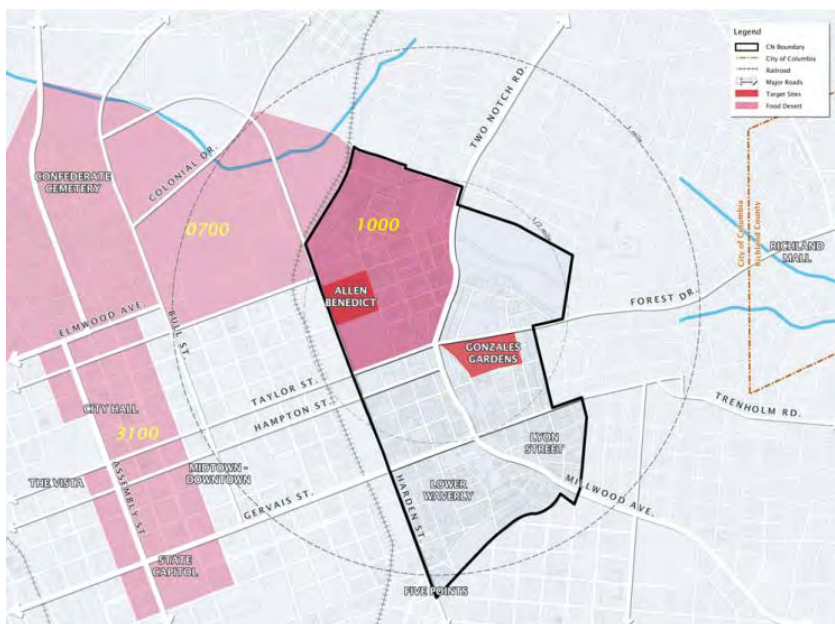 Legend
CN Boundary
City of Columbia
Railroad
Major Roads
Target Sites
Food Desert
TWO NOTCH RD.
1 mile
CONFEDERATE
CEMETERY
COLONIAL DR.
0700
1000
1/2 mile
City of Columbia
Richland County
RICHLAND
MALL
ALLEN
BENEDICT
FOREST DR.
ELMWOOD AVE.
BULL ST.
GONZALES
GARDENS
TAYLOR ST.
CITY HALL
HAMPTON ST.
TRENHOLM RD.
3100
LYON
STREET
THE VISTA
ASSEMBLY ST.
MIDTOWN -
DOWNTOWN
LOWER
WAVERLY
MILLWOOD AVE.
GERVAIS ST.
HARDEN ST.
STATE
CAPITOL
FIVE POINTS